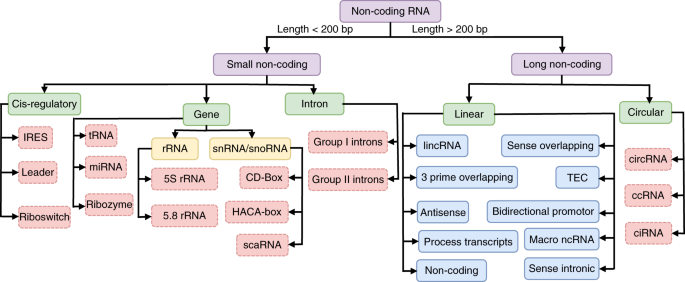 Non-coding RNA
Length < 200 bp
Length > 200 bp
Small non-coding
Long non-coding
Cis-regulatory
Gene
Intron
Linear
Circular
IRES
Leader
Riboswitch
tRNA
miRNA
Ribozyme
rRNA
snRNA/snoRNA
5S rRNA
5.8 rRNA
CD-Box
HACA-box
scaRNA
Group I introns
Group II introns
lincRNA
3 prime overlapping
Antisense
Process transcripts
Non-coding
Sense overlapping
TEC
Bidirectional promotor
Macro ncRNA
Sense intronic
circRNA
ccRNA
ciRNA